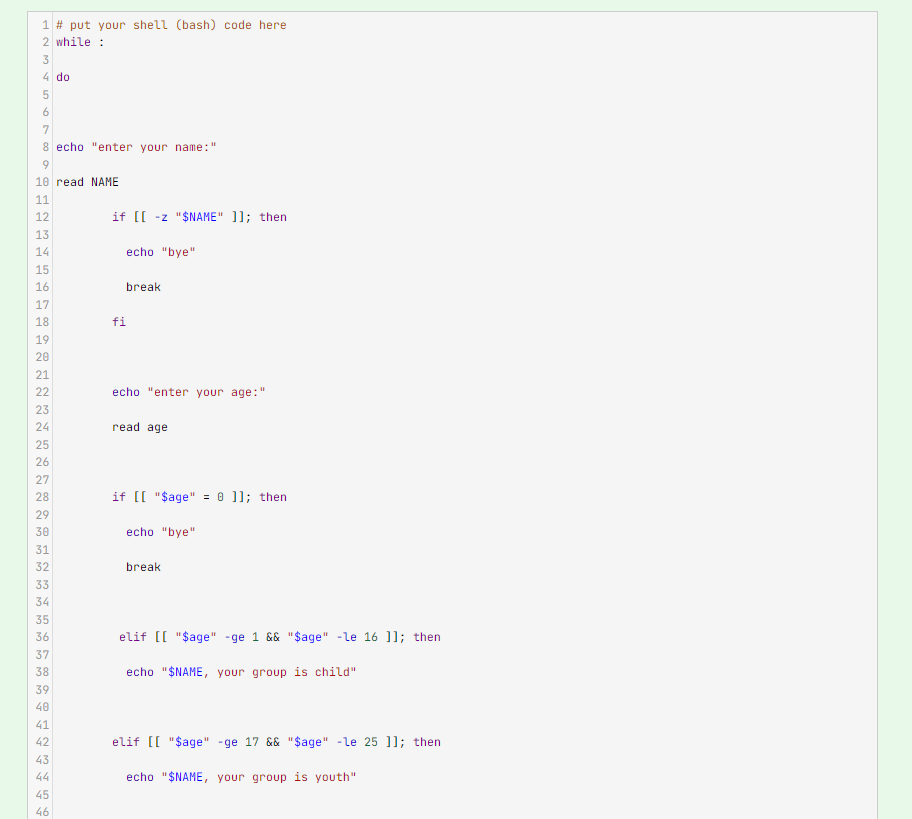 1 # put your shell (bash) code here
2 while :
3
4 do
5
6
7
8 echo "enter your name:"
9
10 read NAME
11
12 if [[ -z "$NAME" ]]; then
13
14 echo "bye"
15
16 break
17
18 fi
19
20
21
22 echo "enter your age:"
23
24 read age
25
26
27
28 if [[ "$age" = 0 ]]; then
29
30 echo "bye"
31
32 break
33
34
35
36 elif [[ "$age" -ge 1 && "$age" -le 16 ]]; then
37
38 echo "$NAME, your group is child"
39
40
41
42 elif [[ "$age" -ge 17 && "$age" -le 25 ]]; then
43
44 echo "$NAME, your group is youth"
45
46